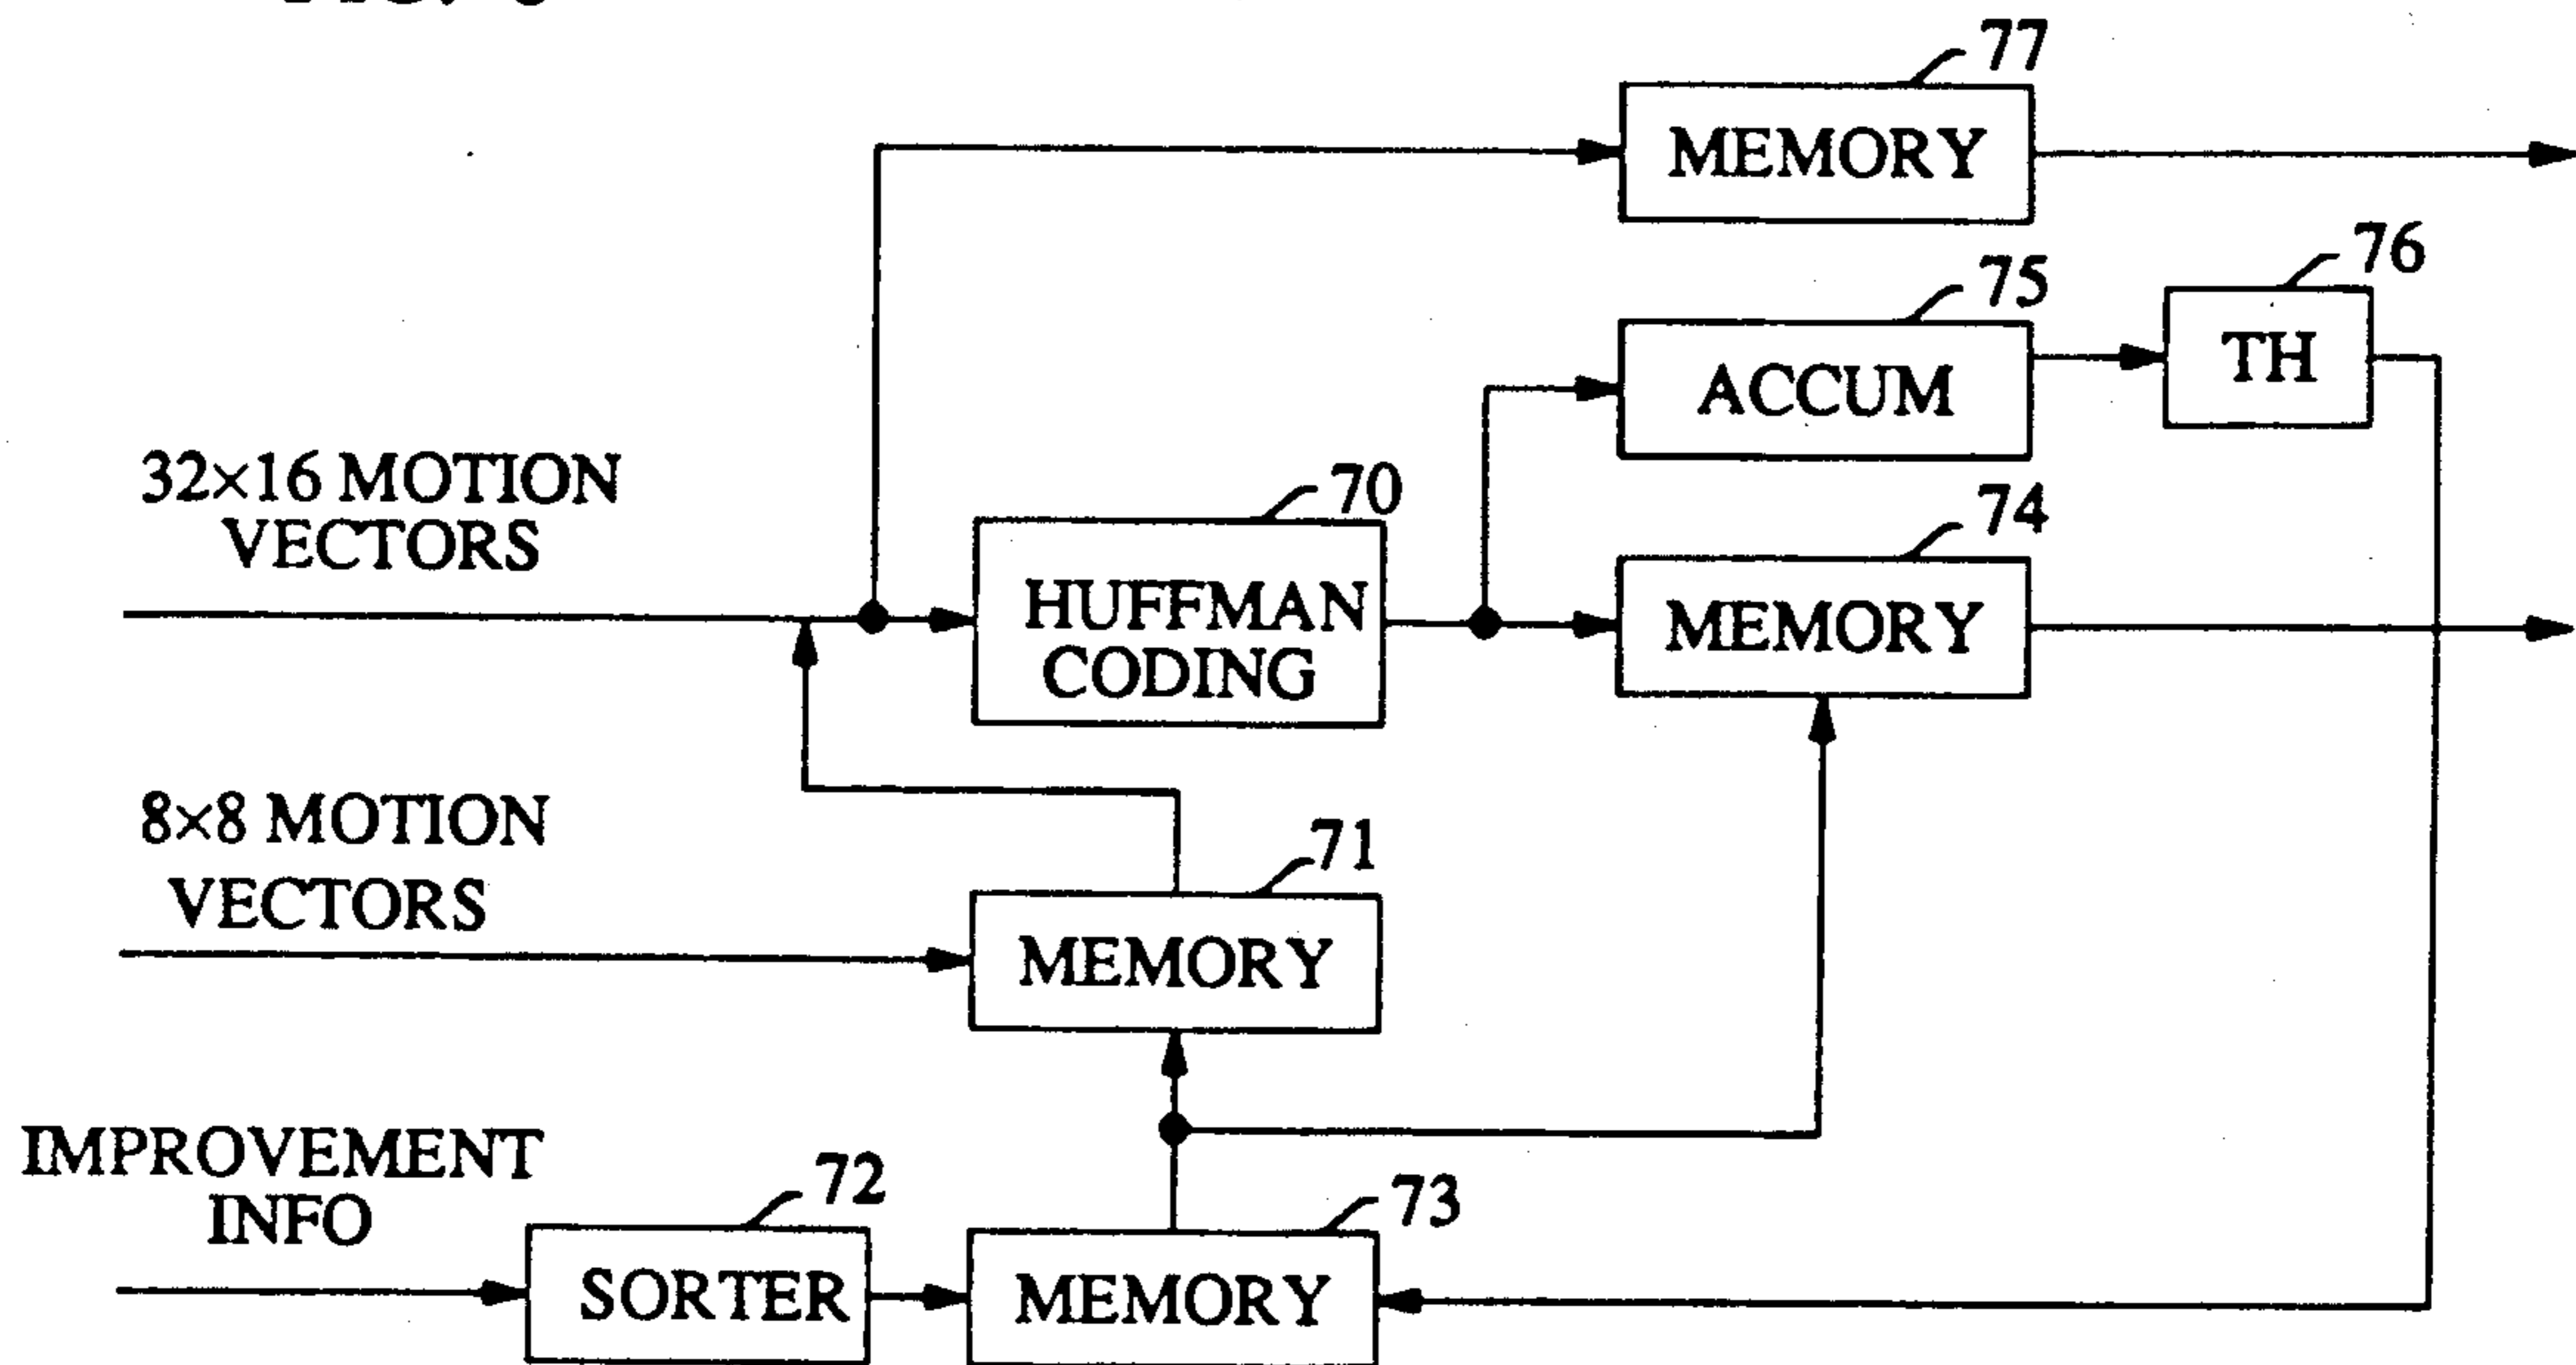 77
MEMORY
76
75
TH
ACCUM
32×16 MOTION
VECTORS
70
74
HUFFMAN
CODING
MEMORY
8×8 MOTION
VECTORS
71
MEMORY
IMPROVEMENT
INFO
72
73
SORTER
MEMORY